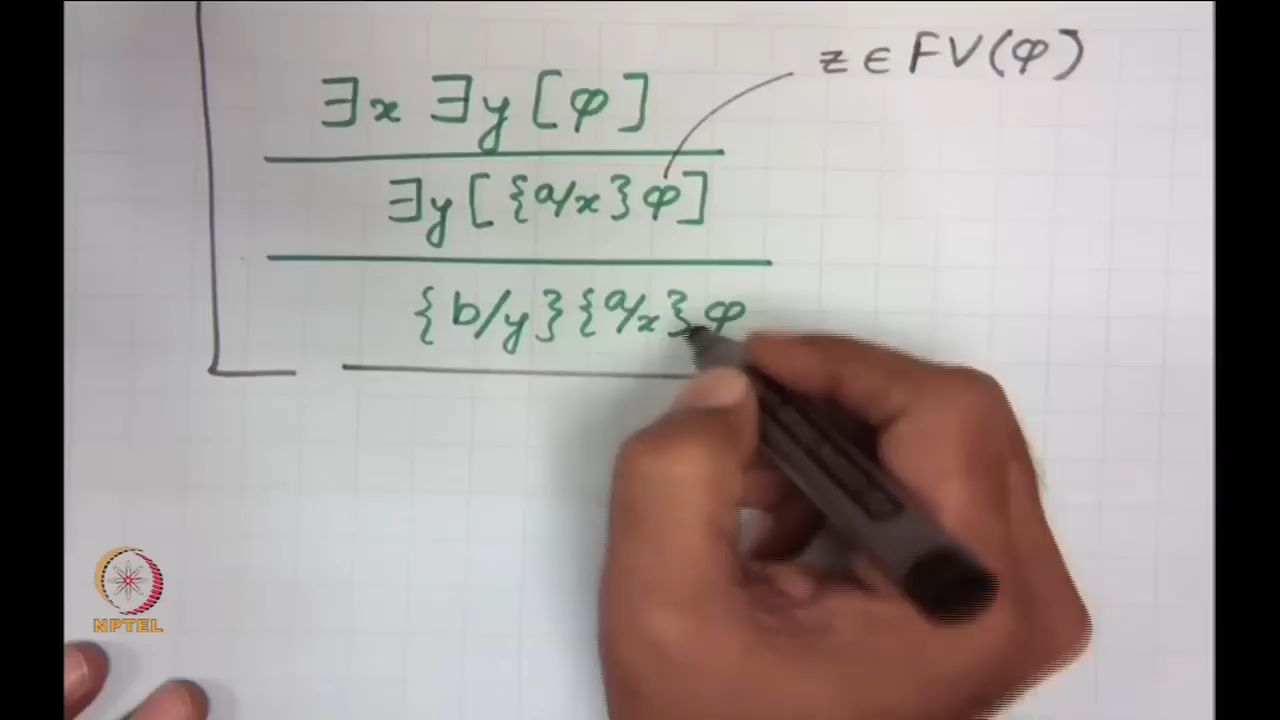 z ∈ FV(φ)
∃x ∃y [φ]
∃y [{a/x} φ]
{b/y}{a/x} φ
NPTEL